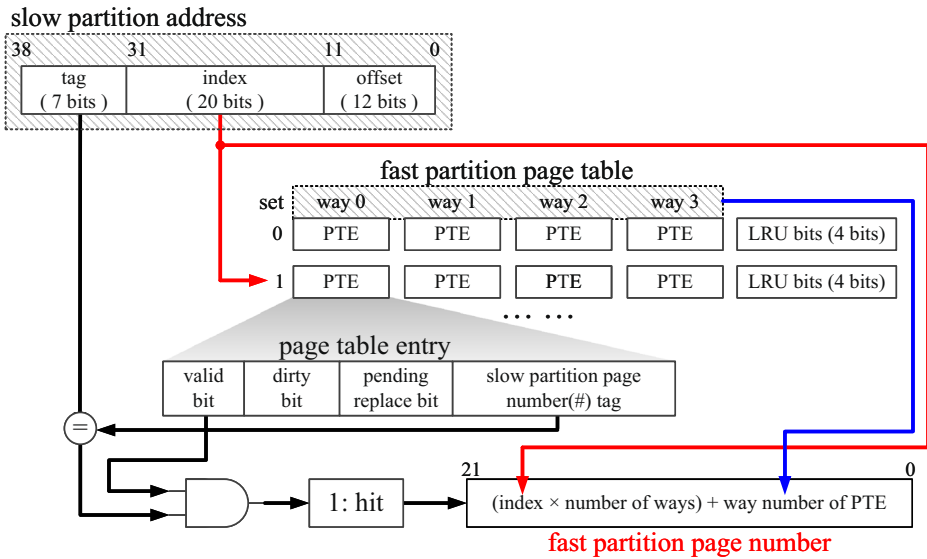 slow partition address
38 31 11 0
tag index offset
( 7 bits ) ( 20 bits ) ( 12 bits )
fast partition page table
set way 0 way 1 way 2 way 3
0 PTE PTE PTE PTE LRU bits (4 bits)
1 PTE PTE PTE PTE LRU bits (4 bits)
... ...
page table entry
valid dirty pending slow partition page
bit bit replace bit number(#) tag
=
21 0
1: hit (index × number of ways) + way number of PTE
fast partition page number